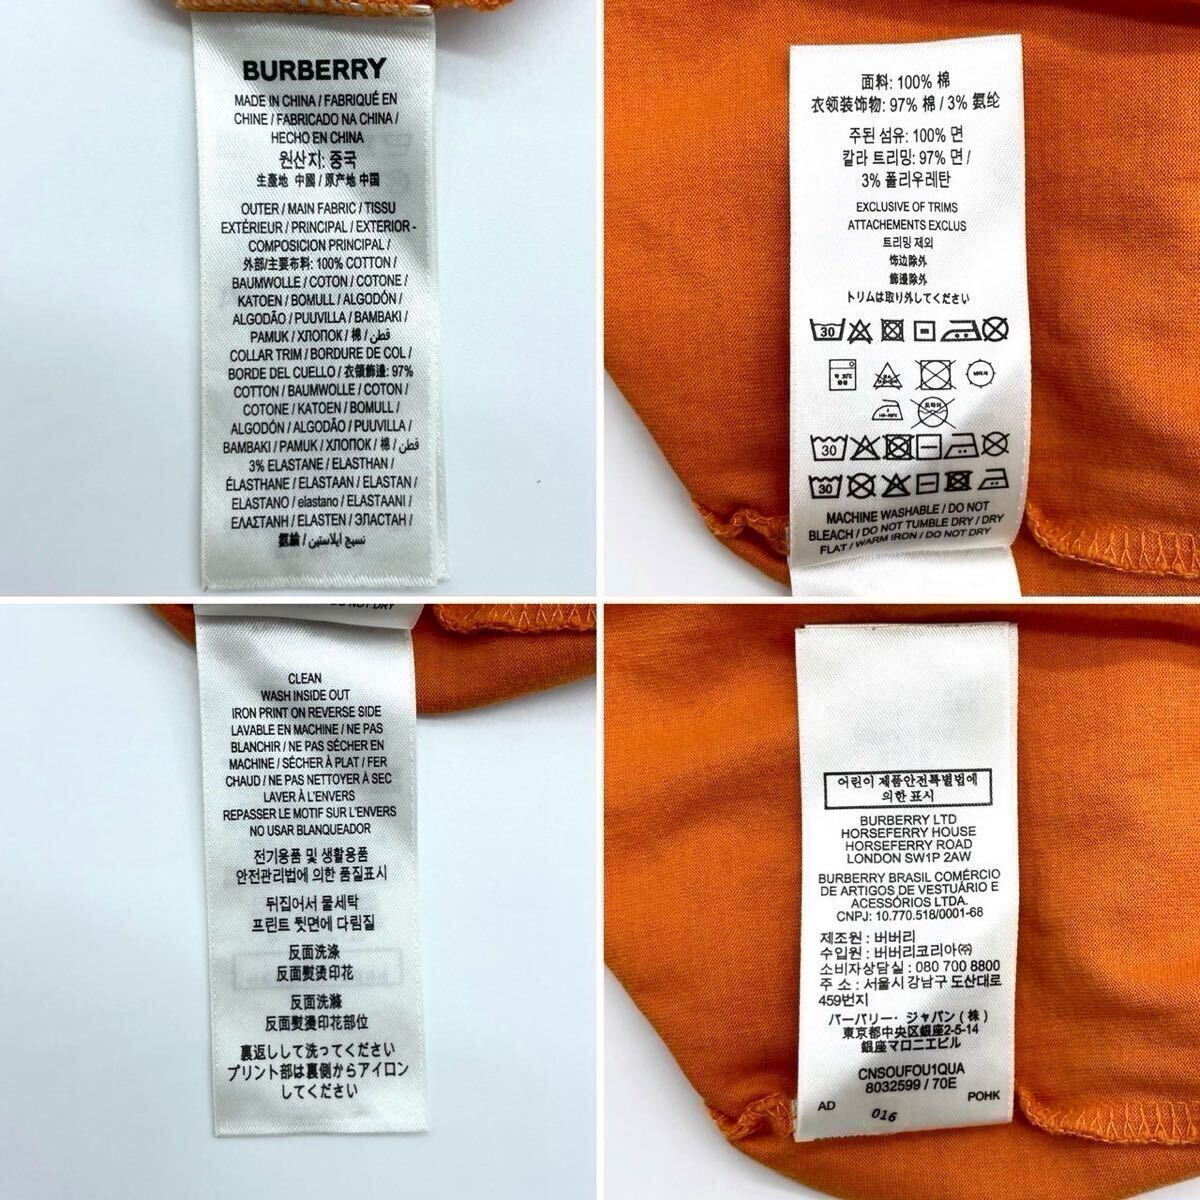 BURBERRY
MADE IN CHINA / FABRIQUÉ EN
CHINE / FABRICADO NA CHINA /
HECHO EN CHINA
원산지: 중국
生產地 中國 / 原产地 中国
OUTER / MAIN FABRIC / TISSU
EXTÉRIEUR / PRINCIPAL / EXTERIOR -
COMPOSICION PRINCIPAL /
外部/主要布料: 100% COTTON /
BAUMWOLLE / COTON / COTONE /
KATOEN / BOMULL / ALGODÓN /
ALGODÃO / PUUVILLA / BAMBAKI /
PAMUK / ХЛОПОК / 棉 / قطن /
COLLAR TRIM / BORDURE DE COL /
BORDE DEL CUELLO / 衣領飾邊: 97%
COTTON / BAUMWOLLE / COTON /
COTONE / KATOEN / BOMULL /
ALGODÓN / ALGODÃO / PUUVILLA /
BAMBAKI / PAMUK / ХЛОПОК / 棉 / قطن /
3% ELASTANE / ELASTHAN /
ÉLASTHANE / ELASTAAN / ELASTAN /
ELASTANO / elastano / ELASTAANI /
ΕΛΑΣΤΑΝΗ / ELASTEN / ЭЛАСТАН /
氨綸 / نسيج ايلاستين
面料: 100% 棉
衣领装饰物: 97% 棉 / 3% 氨纶
주된 섬유: 100% 면
칼라 트리밍: 97% 면 /
3% 폴리우레탄
EXCLUSIVE OF TRIMS
ATTACHEMENTS EXCLUS
트리밍 제외
饰边除外
飾邊除外
トリムは取り外してください
30
30
30
MACHINE WASHABLE / DO NOT
BLEACH / DO NOT TUMBLE DRY / DRY
FLAT / WARM IRON / DO NOT DRY
CLEAN
WASH INSIDE OUT
IRON PRINT ON REVERSE SIDE
LAVABLE EN MACHINE / NE PAS
BLANCHIR / NE PAS SÉCHER EN
MACHINE / SÉCHER À PLAT / FER
CHAUD / NE PAS NETTOYER À SEC
LAVER À L'ENVERS
REPASSER LE MOTIF SUR L'ENVERS
NO USAR BLANQUEADOR
전기용품 및 생활용품
안전관리법에 의한 품질표시
뒤집어서 물세탁
프린트 뒷면에 다림질
反面洗涤
反面熨烫印花
反面洗滌
反面熨燙印花部位
裏返しして洗ってください
プリント部は裏側からアイロン
してください
어린이 제품안전특별법에
의한 표시
BURBERRY LTD
HORSEFERRY HOUSE
HORSEFERRY ROAD
LONDON SW1P 2AW
BURBERRY BRASIL COMÉRCIO
DE ARTIGOS DE VESTUÁRIO E
ACESSÓRIOS LTDA.
CNPJ: 10.770.518/0001-68
제조원 : 버버리
수입원 : 버버리코리아㈜
소비자상담실 : 080 700 8800
주 소 : 서울시 강남구 도산대로
459번지
バーバリー・ジャパン (株)
東京都中央区銀座2-5-14
銀座マロニエビル
CNSOUFOU1QUA
8032599 / 70E
AD
016
POHK